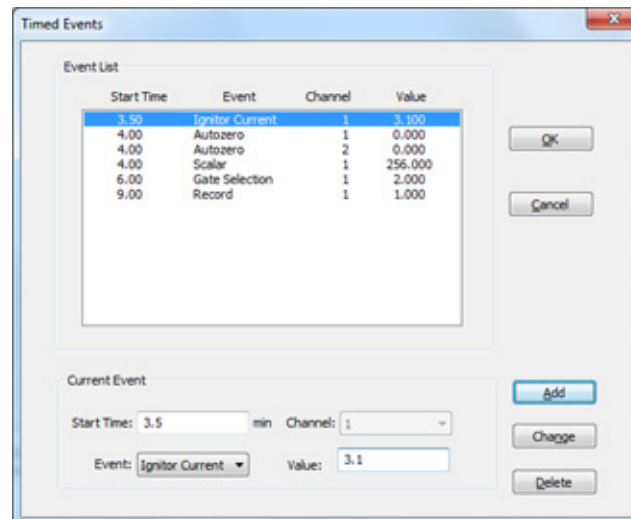 Timed Events
Event List
Start Time Event Channel Value
3.50 Ignitor Current 1 3.100
4.00 Autozero 1 0.000
4.00 Autozero 2 0.000
4.00 Scalar 1 256.000
6.00 Gate Selection 1 2.000
9.00 Record 1 1.000
OK
Cancel
Current Event
Start Time: 3.5 min Channel: 1
Event: Ignitor Current Value: 3.1
Add
Change
Delete